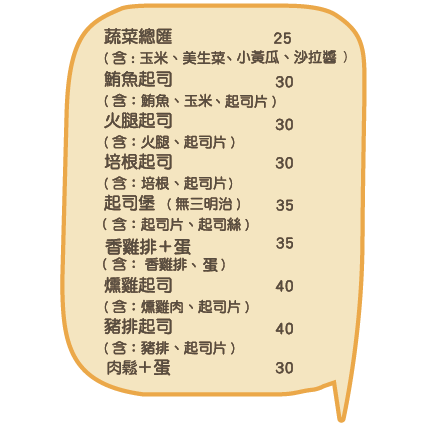 蔬菜總匯 25
(含:玉米、美生菜、小黃瓜、沙拉醬)
鮪魚起司 30
(含:鮪魚、玉米、起司片)
火腿起司 30
(含:火腿、起司片)
培根起司 30
(含:培根、起司片)
起司堡(無三明治) 35
(含:起司片、起司絲)
香雞排+蛋 35
(含:香雞排、蛋)
燻雞起司 40
(含:燻雞肉、起司片)
豬排起司 40
(含:豬排、起司片)
肉鬆+蛋 30